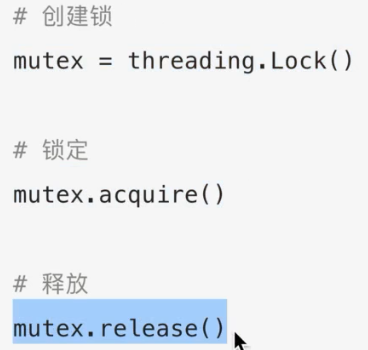 # 创建锁
mutex = threading.Lock()
# 锁定
mutex.acquire()
# 释放
mutex.release()